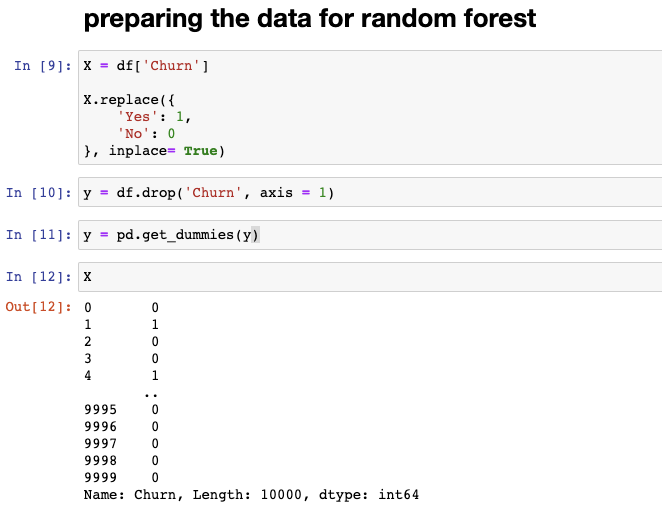 preparing the data for random forest
In [9]: X = df['Churn']
X.replace({
'Yes': 1,
'No': 0
}, inplace= True)
In [10]: y = df.drop('Churn', axis = 1)
In [11]: y = pd.get_dummies(y)
In [12]: X
Out[12]: 0 0
1 1
2 0
3 0
4 1
..
9995 0
9996 0
9997 0
9998 0
9999 0
Name: Churn, Length: 10000, dtype: int64